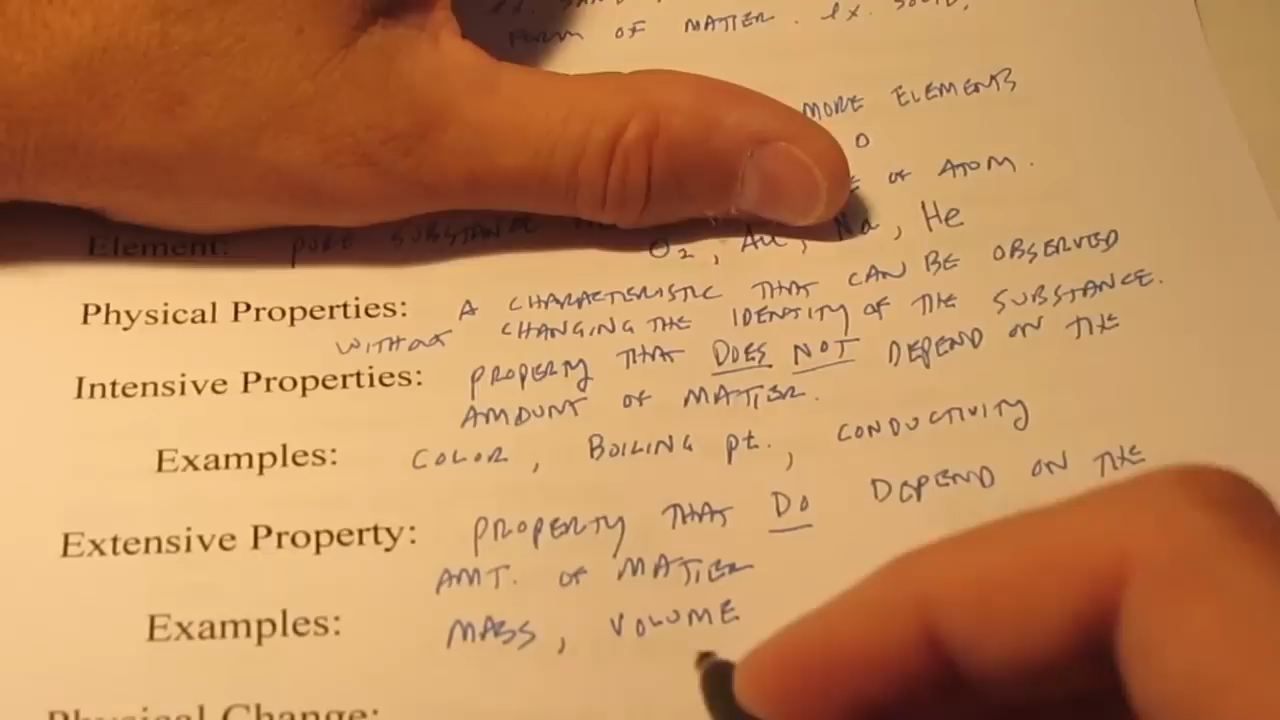 FORM OF MATTER. ex. SOLID,
MORE ELEMENTS
O
OF ATOM.
Element: PURE SUBSTANCE
O2, Au, Na, He
Physical Properties: A CHARACTERISTIC THAT CAN BE OBSERVED
WITHOUT CHANGING THE IDENTITY OF THE SUBSTANCE.
Intensive Properties: PROPERTY THAT DOES NOT DEPEND ON THE
AMOUNT OF MATTER.
Examples: COLOR, BOILING pt., CONDUCTIVITY
Extensive Property: PROPERTY THAT DO DEPEND ON THE
AMT. OF MATTER
Examples: MASS, VOLUME
Physical Change: